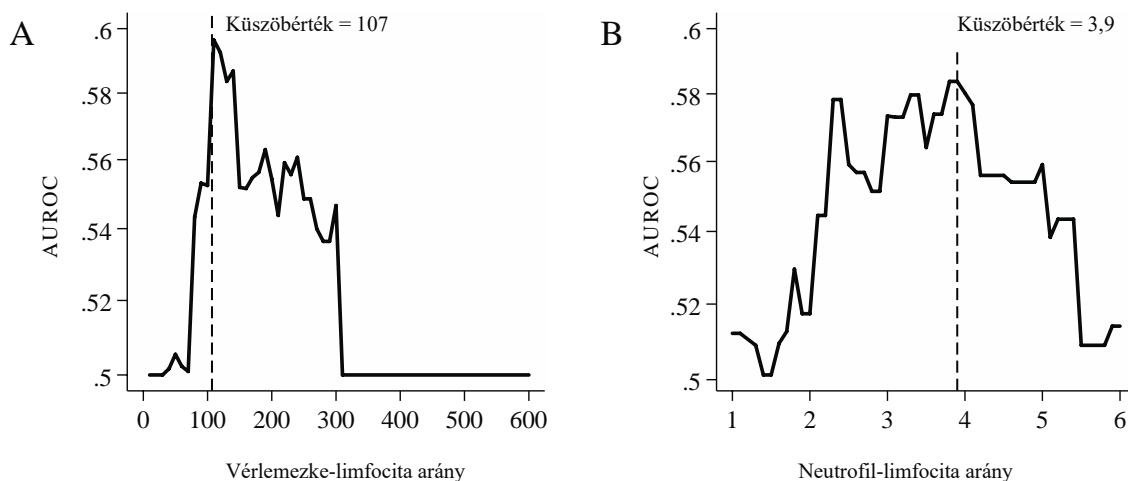 A
Küszöbérték = 107
.6
.58
.56
.54
.52
.5
AUROC
0 100 200 300 400 500 600
Vérlemezke-limfocita arány
B
Küszöbérték = 3,9
.6
.58
.56
.54
.52
.5
AUROC
1 2 3 4 5 6
Neutrofil-limfocita arány